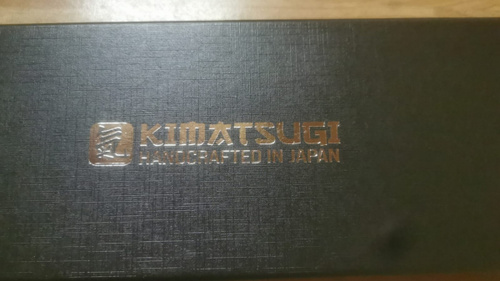 KIMATSUGI
HANDCRAFTED IN JAPAN